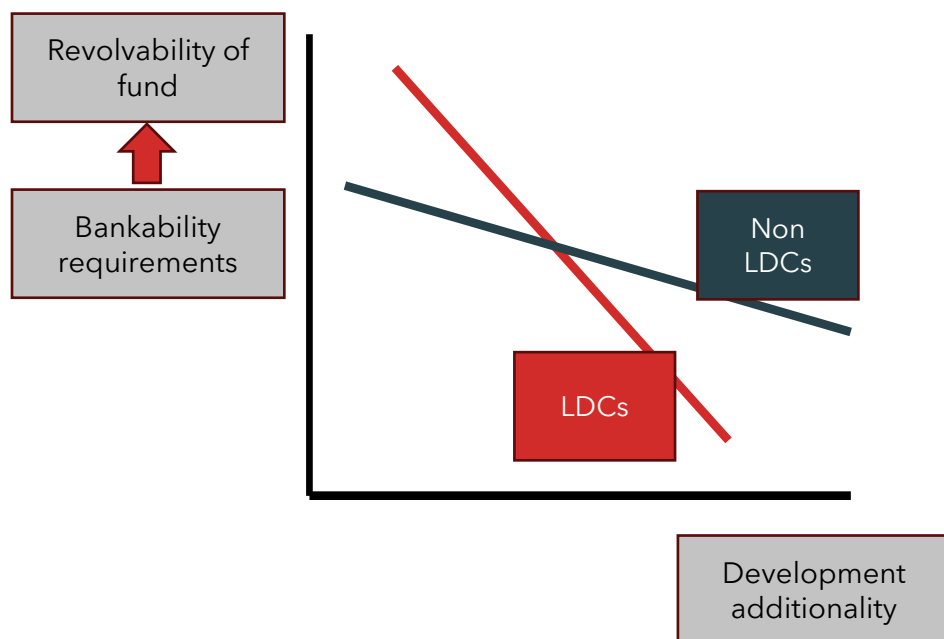 Revolvability of
fund
Bankability
requirements
Non
LDCs
LDCs
Development
additionality